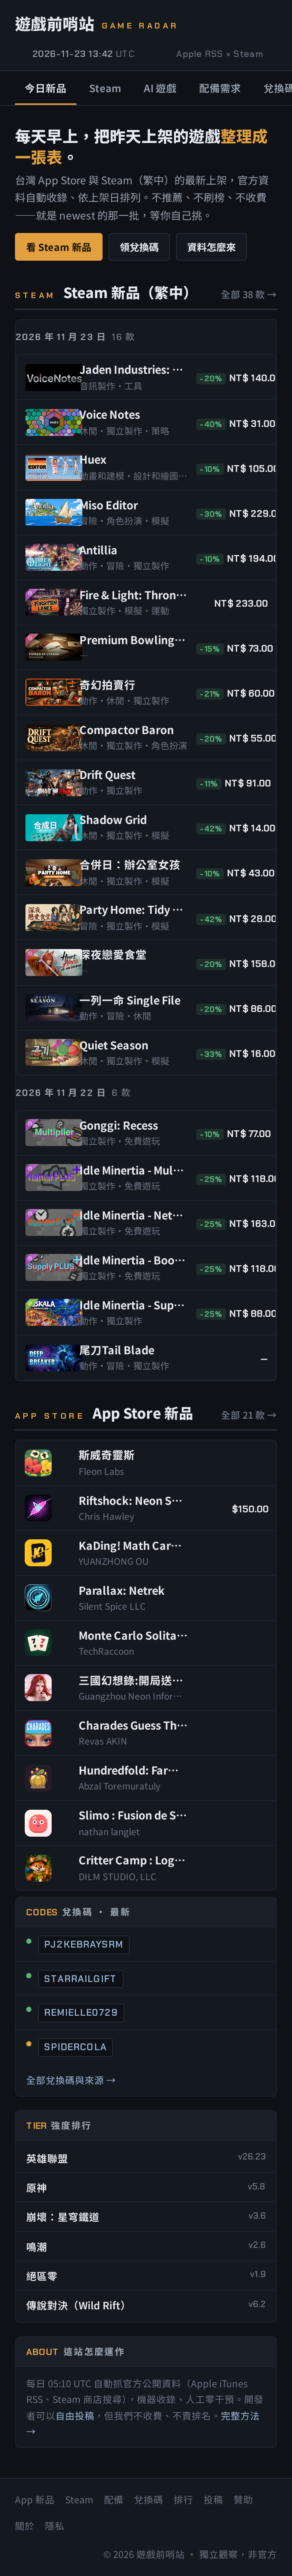 遊戲前哨站 GAME RADAR
2026-11-23 13:42 UTC
Apple RSS × Steam
今日新品
Steam
AI 遊戲
配備需求
兌換碼
每天早上，把昨天上架的遊戲整理成
一張表。
台灣 App Store 與 Steam（繁中）的最新上架，官方資
料自動收錄、依上架日排列。不推薦、不刷榜、不收費
——就是 newest 的那一批，等你自己挑。
看 Steam 新品
領兌換碼
資料怎麼來
STEAM Steam 新品（繁中） 全部 38 款 →
2026 年 11 月 23 日 16 款
VoiceNotes
Jaden Industries: …
音訊製作・工具
-20% NT$ 140.0
Voice Notes
休閒・獨立製作・策略
-40% NT$ 31.00
Huex
動畫和建模・設計和繪圖…
-10% NT$ 105.00
Miso Editor
冒險・角色扮演・模擬
-30% NT$ 229.0
Antillia
動作・冒險・獨立製作
-10% NT$ 194.00
Fire & Light: Thron…
獨立製作・模擬・運動
NT$ 233.00
Premium Bowling…
—
-15% NT$ 73.00
奇幻拍賣行
動作・休閒・獨立製作
-21% NT$ 60.00
Compactor Baron
休閒・獨立製作・角色扮演
-20% NT$ 55.00
Drift Quest
動作・獨立製作
-11% NT$ 91.00
Shadow Grid
休閒・獨立製作・模擬
-42% NT$ 14.00
合併日：辦公室女孩
休閒・獨立製作・模擬
-10% NT$ 43.00
Party Home: Tidy …
冒險・獨立製作・模擬
-42% NT$ 28.00
深夜戀愛食堂
—
-20% NT$ 158.0
一列一命 Single File
動作・冒險・休閒
-20% NT$ 86.00
Quiet Season
休閒・獨立製作・模擬
-33% NT$ 16.00
2026 年 11 月 22 日 6 款
Gonggi: Recess
獨立製作・免費遊玩
-10% NT$ 77.00
Idle Minertia - Mul…
獨立製作・免費遊玩
-25% NT$ 118.00
Idle Minertia - Net…
獨立製作・免費遊玩
-25% NT$ 163.0
Idle Minertia - Boo…
獨立製作・免費遊玩
-25% NT$ 118.00
Idle Minertia - Sup…
動作・獨立製作
-25% NT$ 88.00
尾刀Tail Blade
動作・冒險・獨立製作
—
APP STORE App Store 新品 全部 21 款 →
斯威奇靈斯
Fleon Labs
Riftshock: Neon S…
Chris Hawley
$150.00
KaDing! Math Car…
YUANZHONG OU
Parallax: Netrek
Silent Spice LLC
Monte Carlo Solita…
TechRaccoon
三國幻想錄:開局送…
Guangzhou Neon Infor…
Charades Guess Th…
Revas AKIN
Hundredfold: Far…
Abzal Toremuratuly
Slimo : Fusion de S…
nathan langlet
Critter Camp : Log…
DILM STUDIO, LLC
CODES 兌換碼 ・ 最新
PJ2KEBRAYSRM
STARRAILGIFT
REMIELLE0729
SPIDERCOLA
全部兌換碼與來源 →
TIER 強度排行
英雄聯盟 v26.23
原神 v5.8
崩壞：星穹鐵道 v3.6
鳴潮 v2.6
絕區零 v1.9
傳說對決（Wild Rift） v6.2
ABOUT 這站怎麼運作
每日 05:10 UTC 自動抓官方公開資料（Apple iTunes
RSS、Steam 商店搜尋），機器收錄、人工零干預。開發
者可以自由投稿，但我們不收費、不賣排名。完整方法
→
App 新品 Steam 配備 兌換碼 排行 投稿 贊助
關於 隱私
© 2026 遊戲前哨站 ・ 獨立觀察，非官方